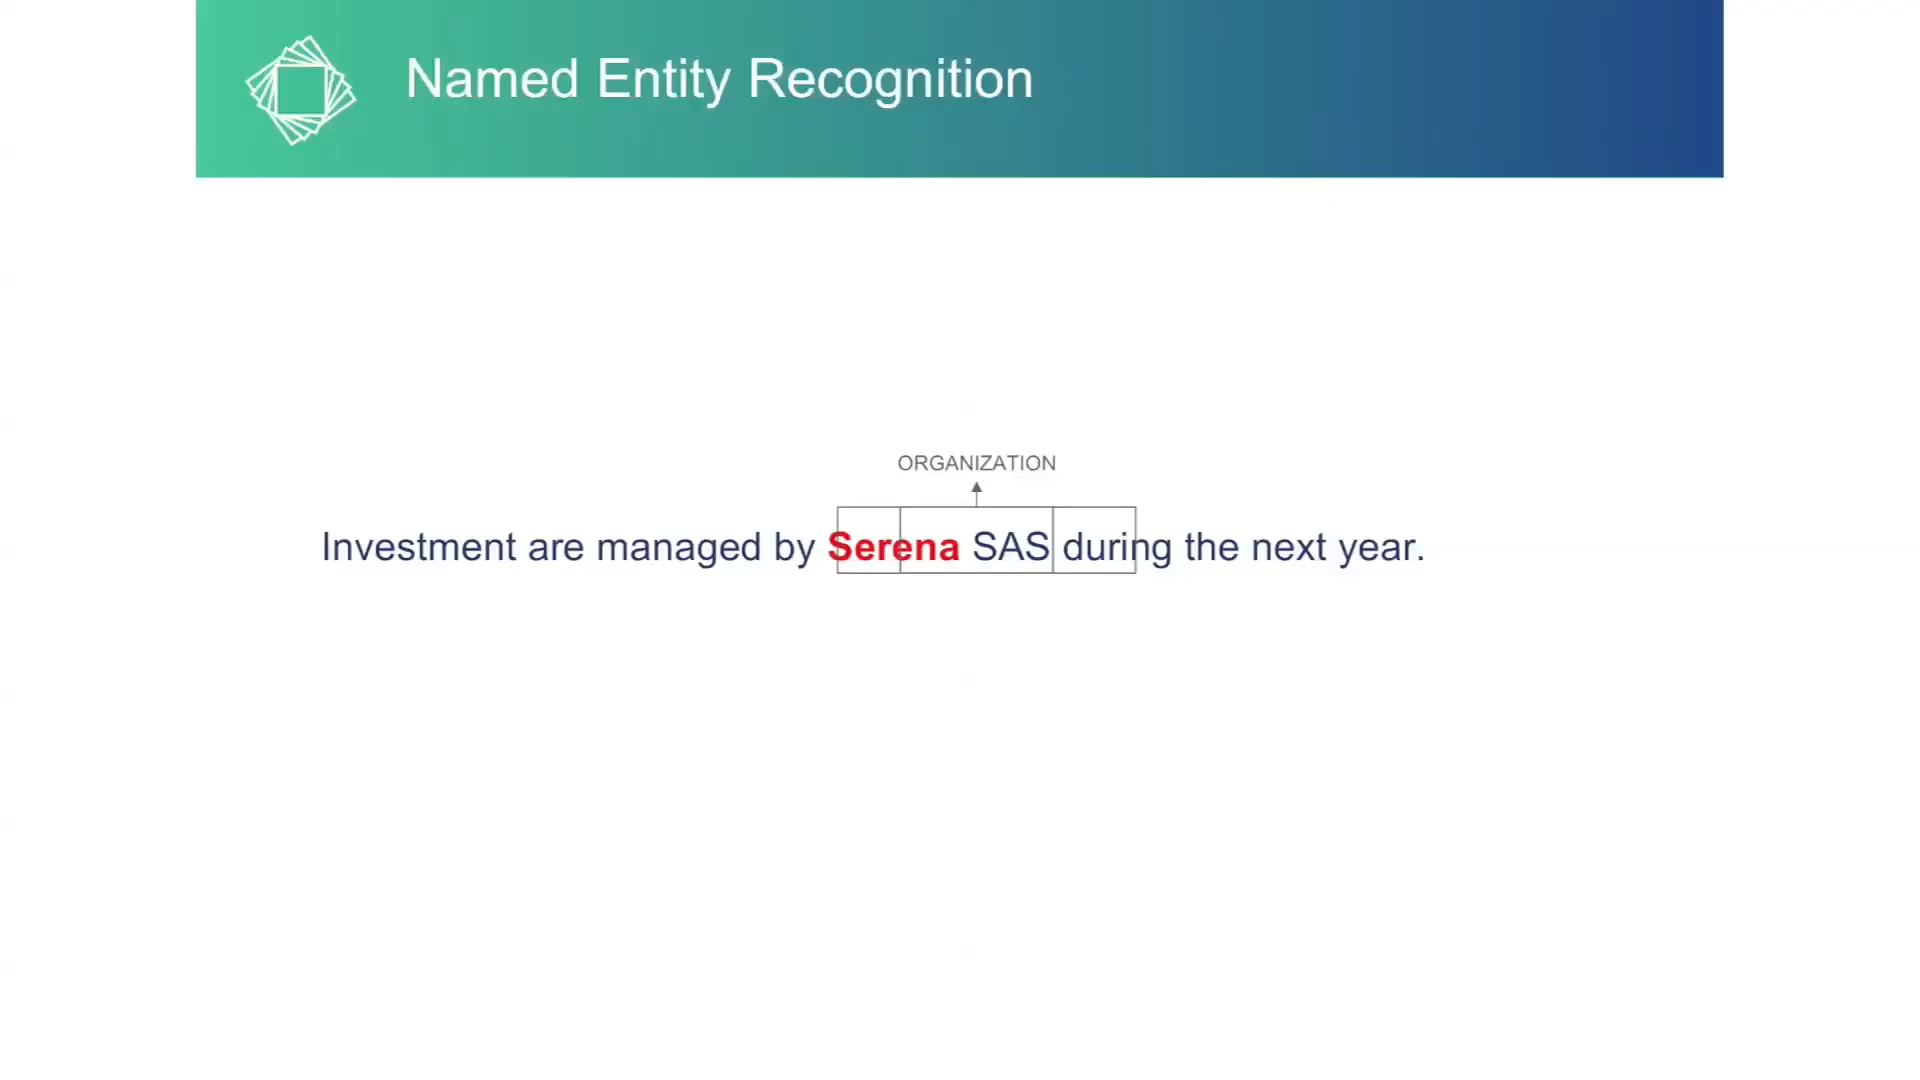 Named Entity Recognition
ORGANIZATION
Investment are managed by Serena SAS during the next year.